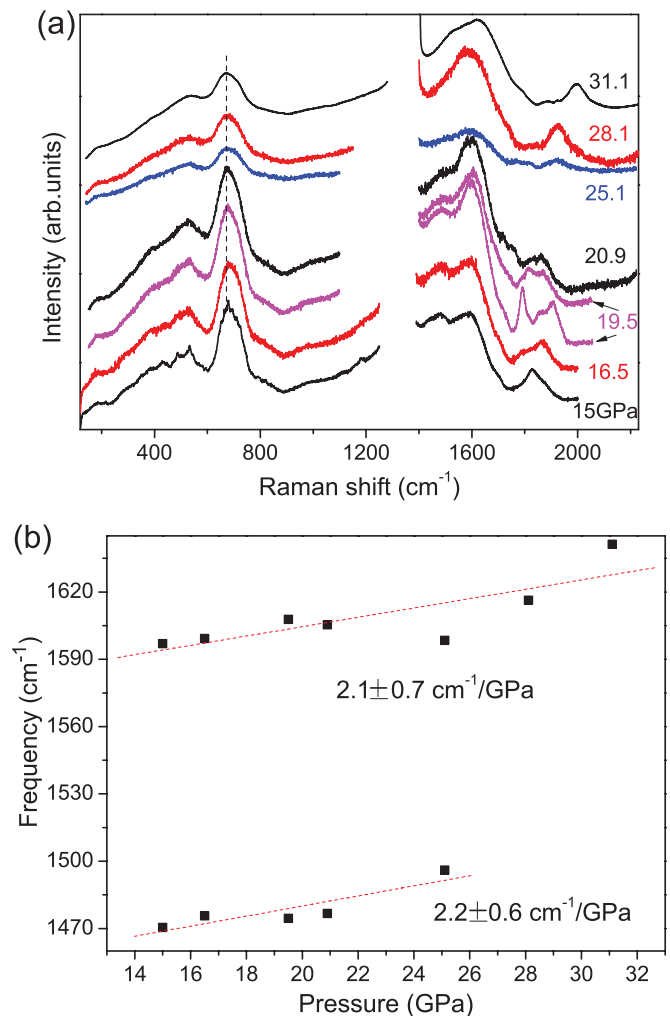 (a)
Intensity (arb.units)
31.1
28.1
25.1
20.9
19.5
16.5
15GPa
400 800 1200 1600 2000
Raman shift (cm⁻¹)
(b)
Frequency (cm⁻¹)
1620
1590
1560
1530
1500
1470
2.1±0.7 cm⁻¹/GPa
2.2±0.6 cm⁻¹/GPa
14 16 18 20 22 24 26 28 30 32
Pressure (GPa)